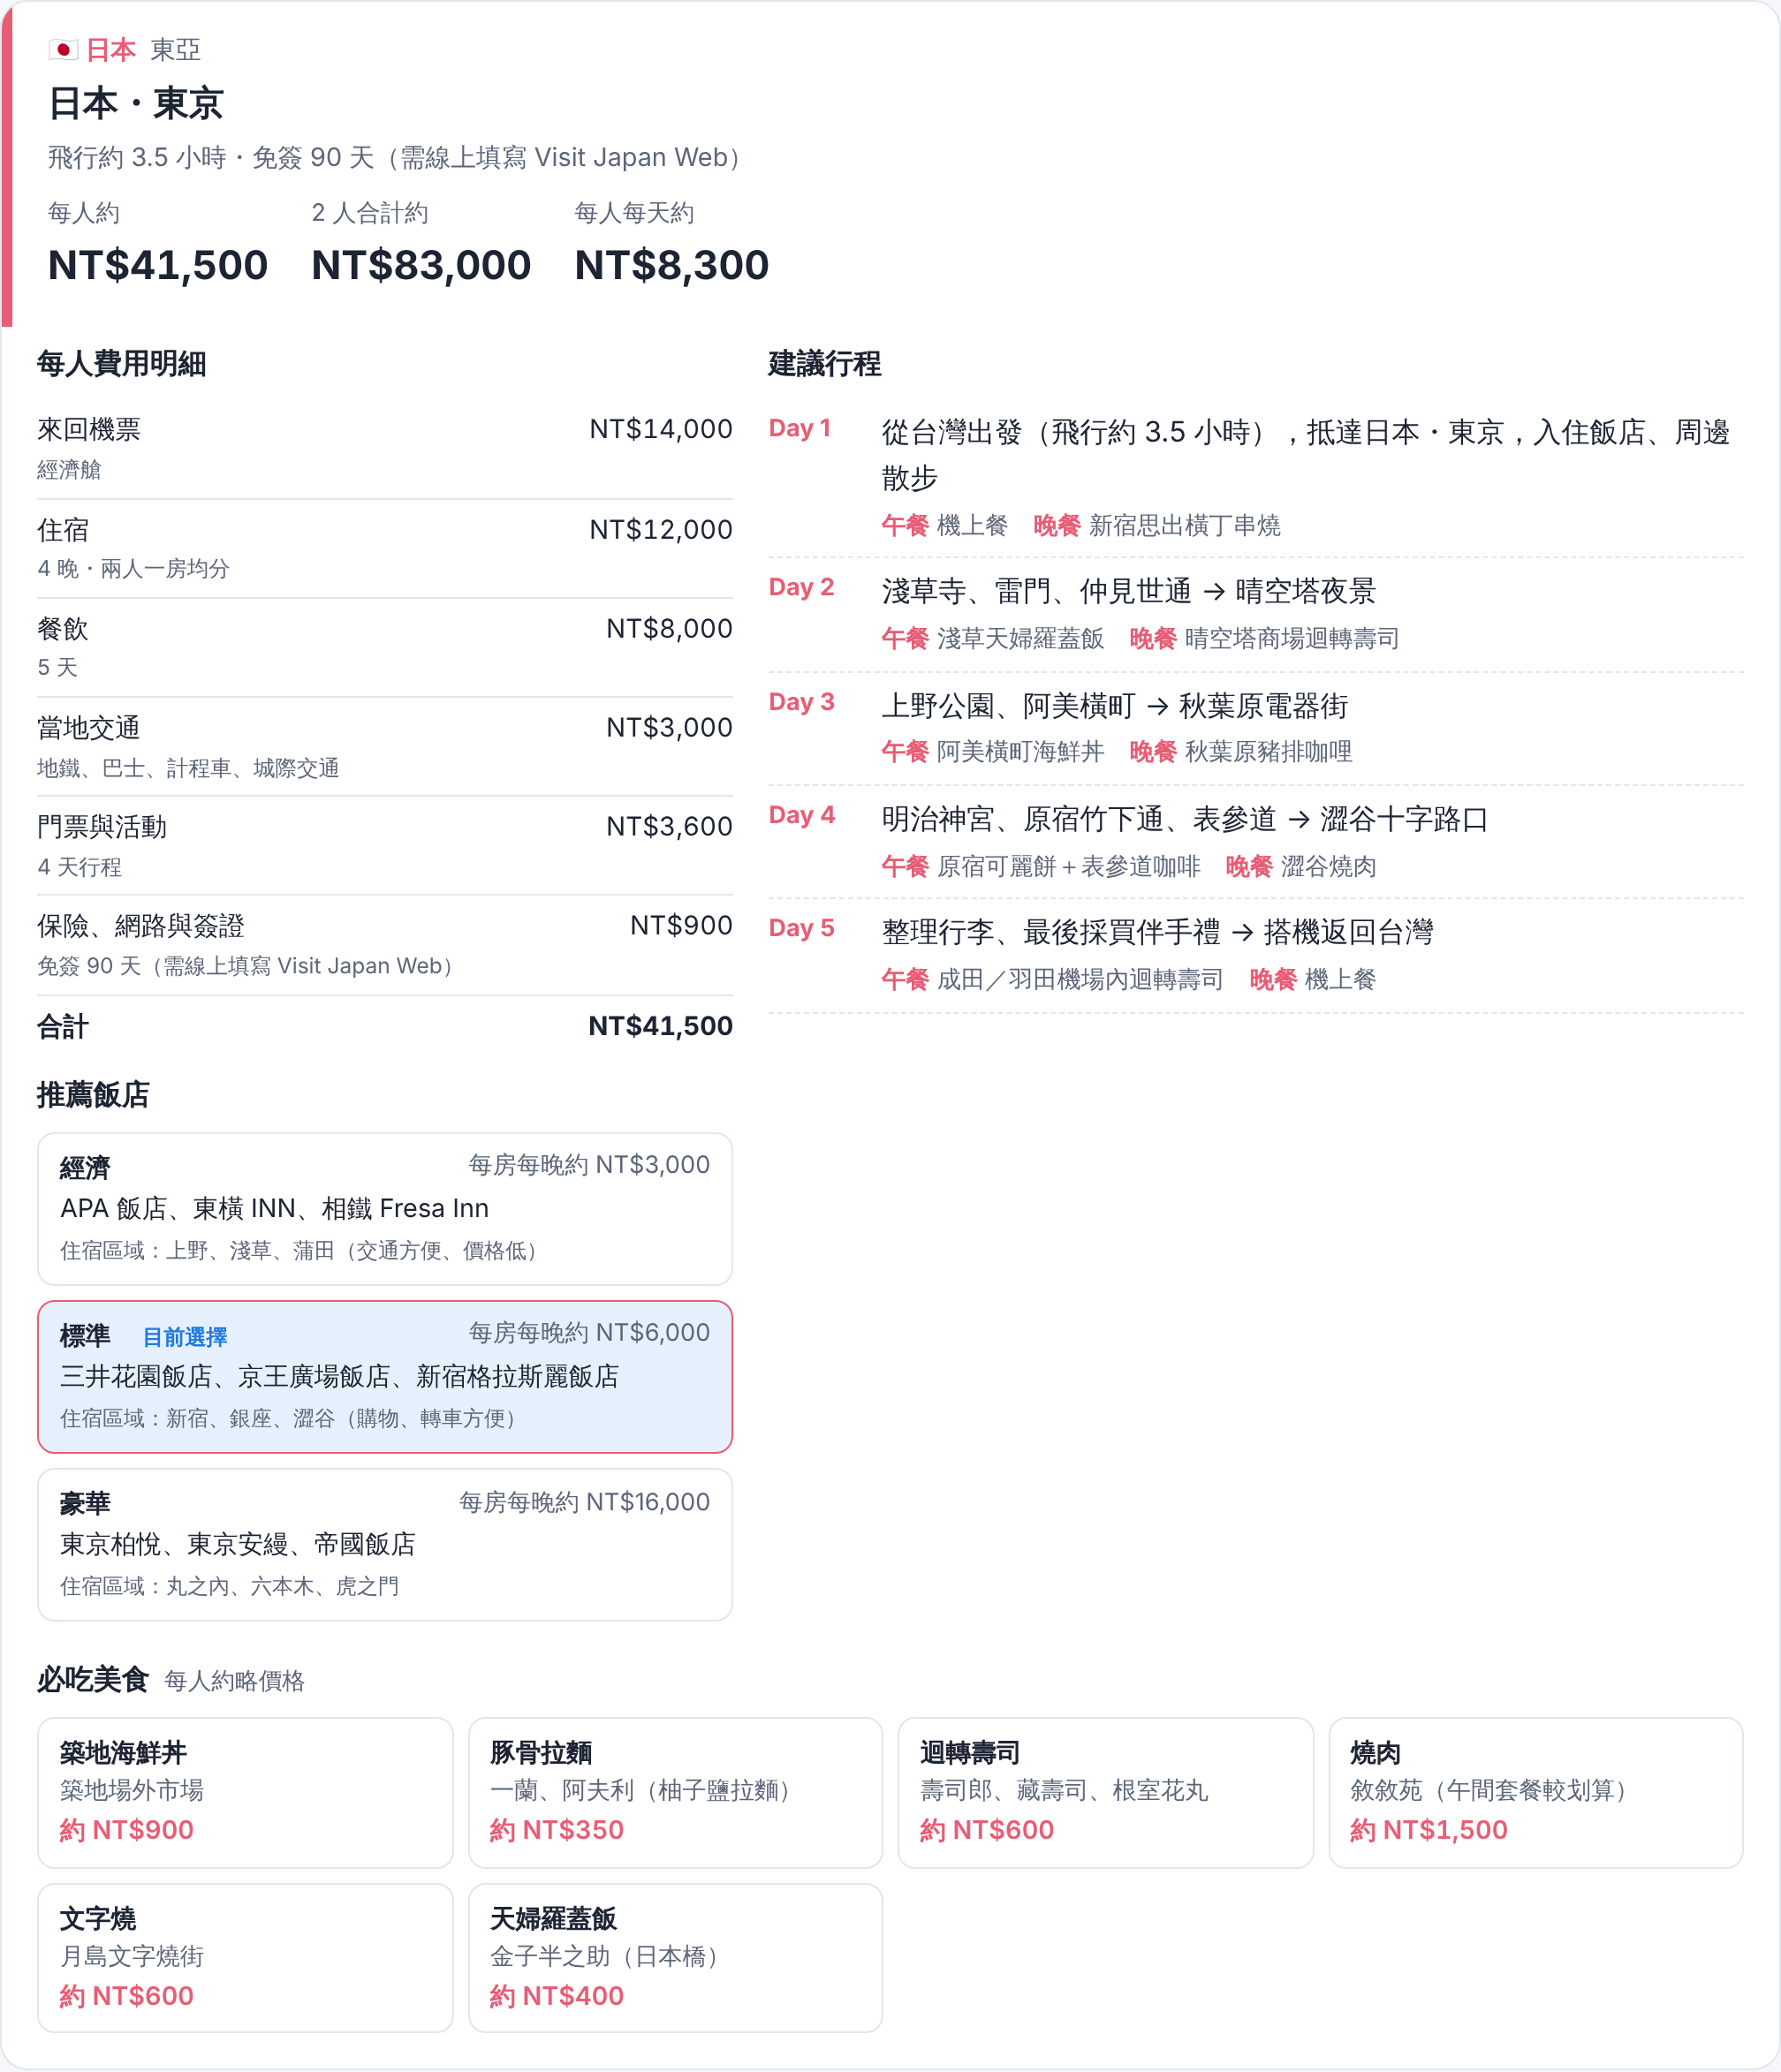 日本 東亞
日本・東京
飛行約 3.5 小時・免簽 90 天（需線上填寫 Visit Japan Web）
每人約 2 人合計約 每人每天約
NT$41,500 NT$83,000 NT$8,300
每人費用明細
來回機票 NT$14,000
經濟艙
住宿 NT$12,000
4 晚・兩人一房均分
餐飲 NT$8,000
5 天
當地交通 NT$3,000
地鐵、巴士、計程車、城際交通
門票與活動 NT$3,600
4 天行程
保險、網路與簽證 NT$900
免簽 90 天（需線上填寫 Visit Japan Web）
合計 NT$41,500
建議行程
Day 1 從台灣出發（飛行約 3.5 小時），抵達日本・東京，入住飯店、周邊
散步
午餐 機上餐 晚餐 新宿思出橫丁串燒
Day 2 淺草寺、雷門、仲見世通 → 晴空塔夜景
午餐 淺草天婦羅蓋飯 晚餐 晴空塔商場迴轉壽司
Day 3 上野公園、阿美橫町 → 秋葉原電器街
午餐 阿美橫町海鮮丼 晚餐 秋葉原豬排咖哩
Day 4 明治神宮、原宿竹下通、表參道 → 澀谷十字路口
午餐 原宿可麗餅＋表參道咖啡 晚餐 澀谷燒肉
Day 5 整理行李、最後採買伴手禮 → 搭機返回台灣
午餐 成田／羽田機場內迴轉壽司 晚餐 機上餐
推薦飯店
經濟 每房每晚約 NT$3,000
APA 飯店、東橫 INN、相鐵 Fresa Inn
住宿區域：上野、淺草、蒲田（交通方便、價格低）
標準 目前選擇 每房每晚約 NT$6,000
三井花園飯店、京王廣場飯店、新宿格拉斯麗飯店
住宿區域：新宿、銀座、澀谷（購物、轉車方便）
豪華 每房每晚約 NT$16,000
東京柏悅、東京安縵、帝國飯店
住宿區域：丸之內、六本木、虎之門
必吃美食 每人約略價格
築地海鮮丼
築地場外市場
約 NT$900
豚骨拉麵
一蘭、阿夫利（柚子鹽拉麵）
約 NT$350
迴轉壽司
壽司郎、藏壽司、根室花丸
約 NT$600
燒肉
敘敘苑（午間套餐較划算）
約 NT$1,500
文字燒
月島文字燒街
約 NT$600
天婦羅蓋飯
金子半之助（日本橋）
約 NT$400